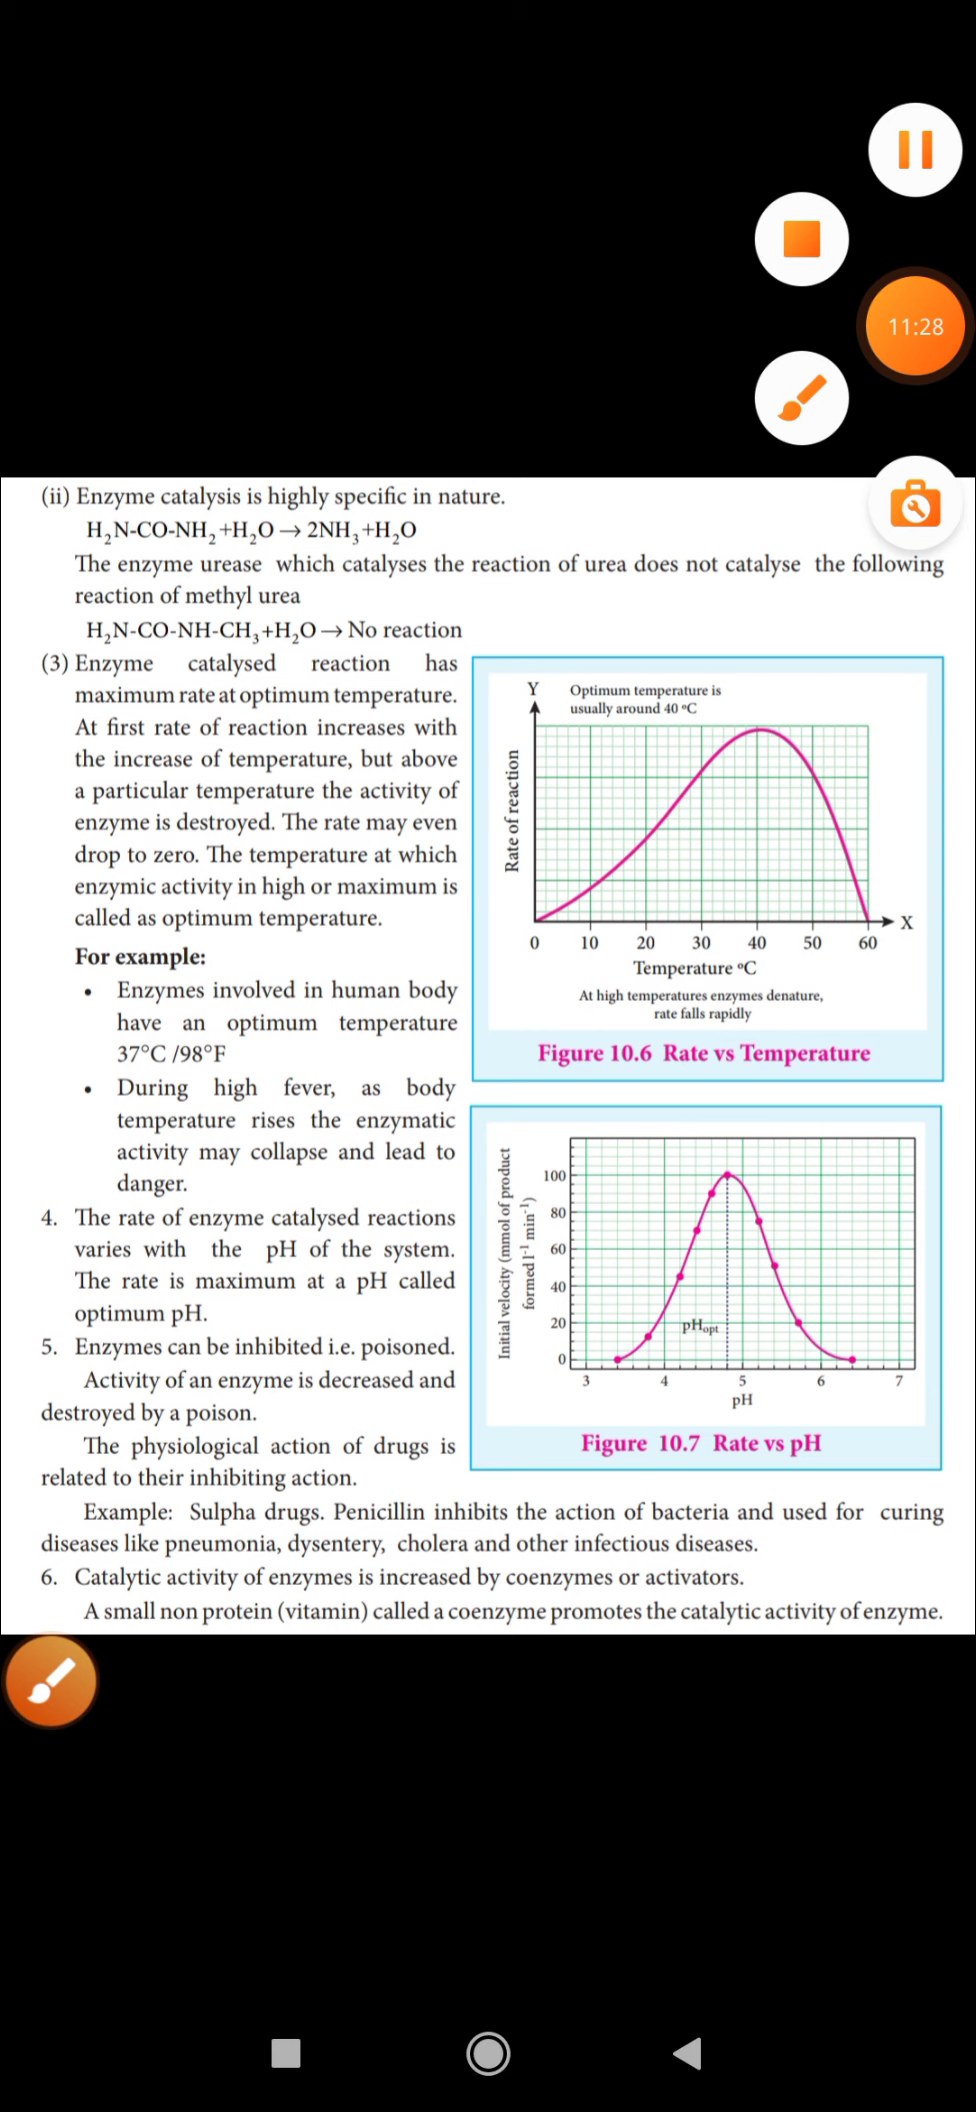 11:28
(ii) Enzyme catalysis is highly specific in nature.
H₂N-CO-NH₂+H₂O → 2NH₃+H₂O
The enzyme urease which catalyses the reaction of urea does not catalyse the following
reaction of methyl urea
H₂N-CO-NH-CH₃+H₂O → No reaction
(3) Enzyme catalysed reaction has
maximum rate at optimum temperature.
At first rate of reaction increases with
the increase of temperature, but above
a particular temperature the activity of
enzyme is destroyed. The rate may even
drop to zero. The temperature at which
enzymic activity in high or maximum is
called as optimum temperature.
For example:
• Enzymes involved in human body
have an optimum temperature
37°C /98°F
• During high fever, as body
temperature rises the enzymatic
activity may collapse and lead to
danger.
4. The rate of enzyme catalysed reactions
varies with the pH of the system.
The rate is maximum at a pH called
optimum pH.
5. Enzymes can be inhibited i.e. poisoned.
Activity of an enzyme is decreased and
destroyed by a poison.
The physiological action of drugs is
related to their inhibiting action.
Y
Optimum temperature is
usually around 40 °C
Rate of reaction
X
0 10 20 30 40 50 60
Temperature °C
At high temperatures enzymes denature,
rate falls rapidly
Figure 10.6 Rate vs Temperature
Initial velocity (mmol of product
formed l⁻¹ min⁻¹)
100
80
60
40
20
0
pHopt
3 4 5 6 7
pH
Figure 10.7 Rate vs pH
Example: Sulpha drugs. Penicillin inhibits the action of bacteria and used for curing
diseases like pneumonia, dysentery, cholera and other infectious diseases.
6. Catalytic activity of enzymes is increased by coenzymes or activators.
A small non protein (vitamin) called a coenzyme promotes the catalytic activity of enzyme.